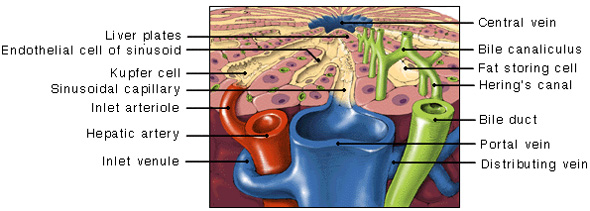 Liver plates
Endothelial cell of sinusoid
Kupfer cell
Sinusoidal capillary
Inlet arteriole
Hepatic artery
Inlet venule
Central vein
Bile canaliculus
Fat storing cell
Hering's canal
Bile duct
Portal vein
Distributing vein